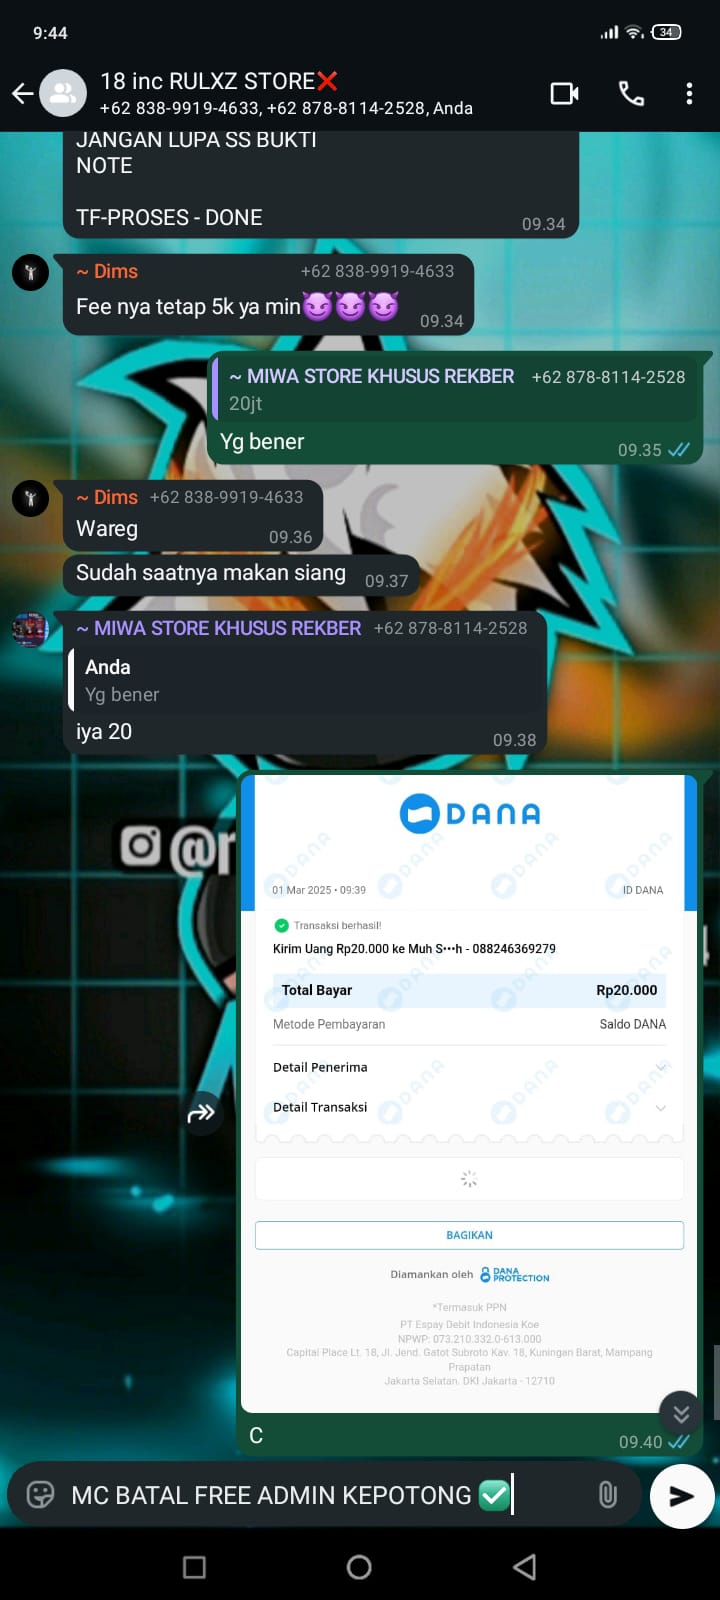 9:44
34
18 inc RULXZ STORE❌
+62 838-9919-4633, +62 878-8114-2528, Anda
JANGAN LUPA SS BUKTI
NOTE
TF-PROSES - DONE
09.34
~ Dims +62 838-9919-4633
Fee nya tetap 5k ya min😈😈😈
09.34
~ MIWA STORE KHUSUS REKBER +62 878-8114-2528
20jt
Yg bener
09.35
~ Dims +62 838-9919-4633
Wareg
09.36
Sudah saatnya makan siang
09.37
~ MIWA STORE KHUSUS REKBER +62 878-8114-2528
Anda
Yg bener
iya 20
09.38
DANA
01 Mar 2025 • 09:39 ID DANA
Transaksi berhasil!
Kirim Uang Rp20.000 ke Muh S•••h - 088246369279
Total Bayar Rp20.000
Metode Pembayaran Saldo DANA
Detail Penerima
Detail Transaksi
BAGIKAN
Diamankan oleh DANA PROTECTION
*Termasuk PPN
PT Espay Debit Indonesia Koe
NPWP: 073.210.332.0-613.000
Capital Place Lt. 18, Jl. Jend. Gatot Subroto Kav. 18, Kuningan Barat, Mampang
Prapatan
Jakarta Selatan. DKI Jakarta - 12710
C
09.40
MC BATAL FREE ADMIN KEPOTONG ✅